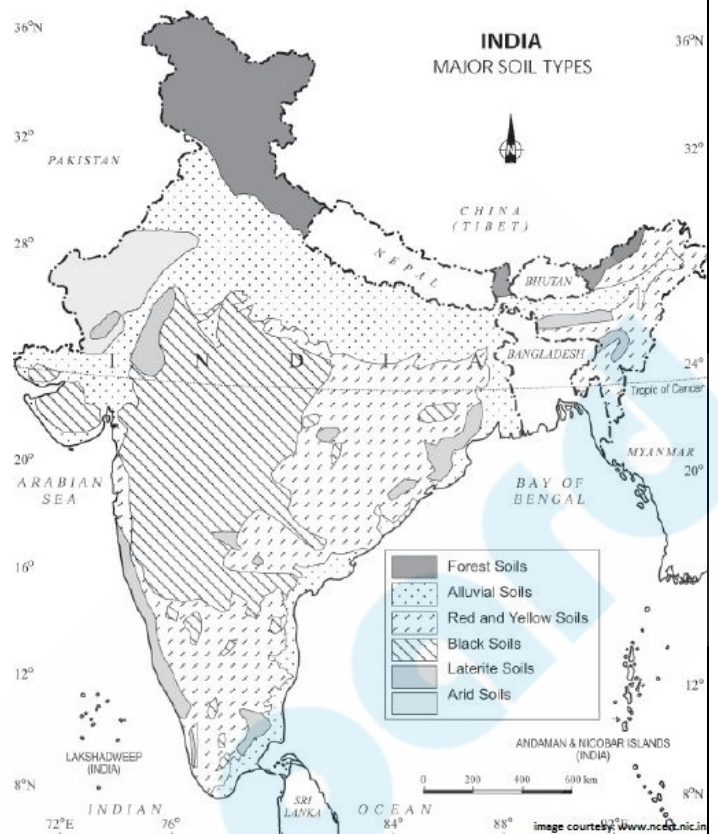 36°N
36°N
INDIA
MAJOR SOIL TYPES
N
32°
32°
PAKISTAN
CHINA
(TIBET)
28°
28°
NEPAL
BHUTAN
I N D I A
BANGLADESH
24°
24°
Tropic of Cancer
MYANMAR
20°
20°
ARABIAN
SEA
BAY OF
BENGAL
16°
16°
Forest Soils
Alluvial Soils
Red and Yellow Soils
Black Soils
Laterite Soils
Arid Soils
12°
12°
LAKSHADWEEP
(INDIA)
ANDAMAN & NICOBAR ISLANDS
(INDIA)
8°N
8°N
0 200 400 600 km
SRI
LANKA
INDIAN OCEAN
72°E 76° 84° 88° 92°E
image courtesy: www.ncert.nic.in